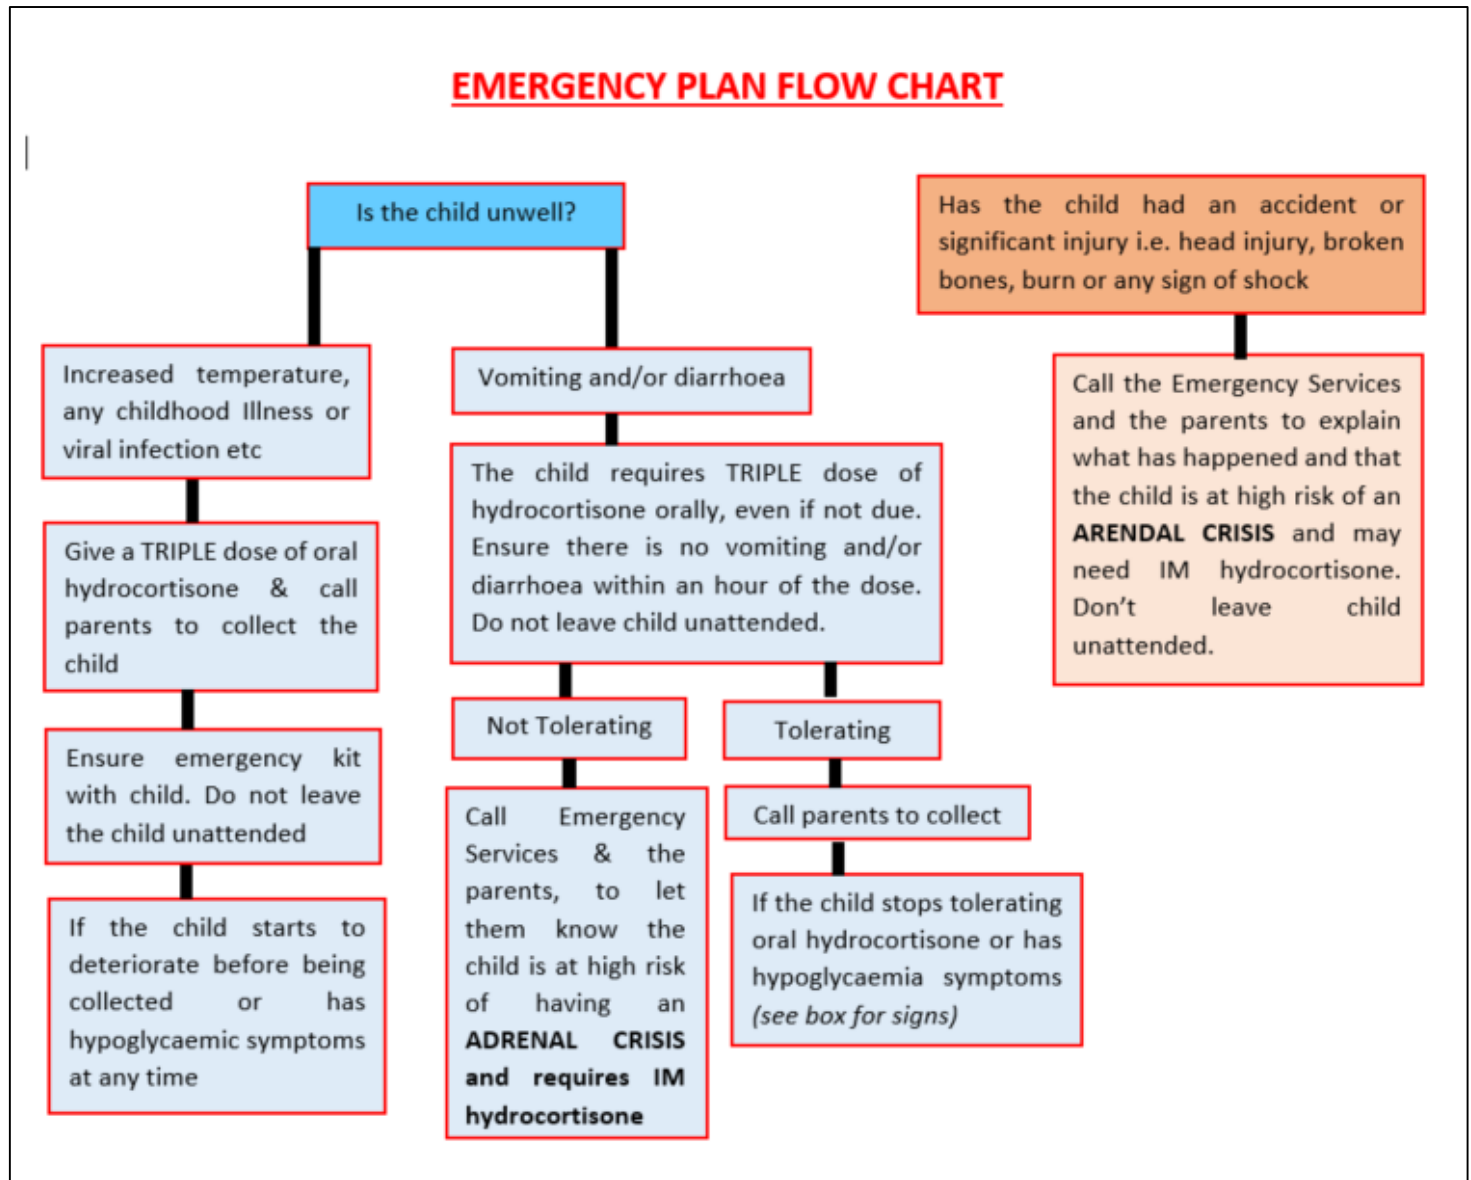 EMERGENCY PLAN FLOW CHART
Is the child unwell?
Increased temperature,
any childhood Illness or
viral infection etc
Give a TRIPLE dose of oral
hydrocortisone & call
parents to collect the
child
Ensure emergency kit
with child. Do not leave
the child unattended
If the child starts to
deteriorate before being
collected or has
hypoglycaemic symptoms
at any time
Vomiting and/or diarrhoea
The child requires TRIPLE dose of
hydrocortisone orally, even if not due.
Ensure there is no vomiting and/or
diarrhoea within an hour of the dose.
Do not leave child unattended.
Not Tolerating
Call Emergency
Services & the
parents, to let
them know the
child is at high risk
of having an
ADRENAL CRISIS
and requires IM
hydrocortisone
Tolerating
Call parents to collect
If the child stops tolerating
oral hydrocortisone or has
hypoglycaemia symptoms
(see box for signs)
Has the child had an accident or
significant injury i.e. head injury, broken
bones, burn or any sign of shock
Call the Emergency Services
and the parents to explain
what has happened and that
the child is at high risk of an
ARENDAL CRISIS and may
need IM hydrocortisone.
Don't leave child
unattended.